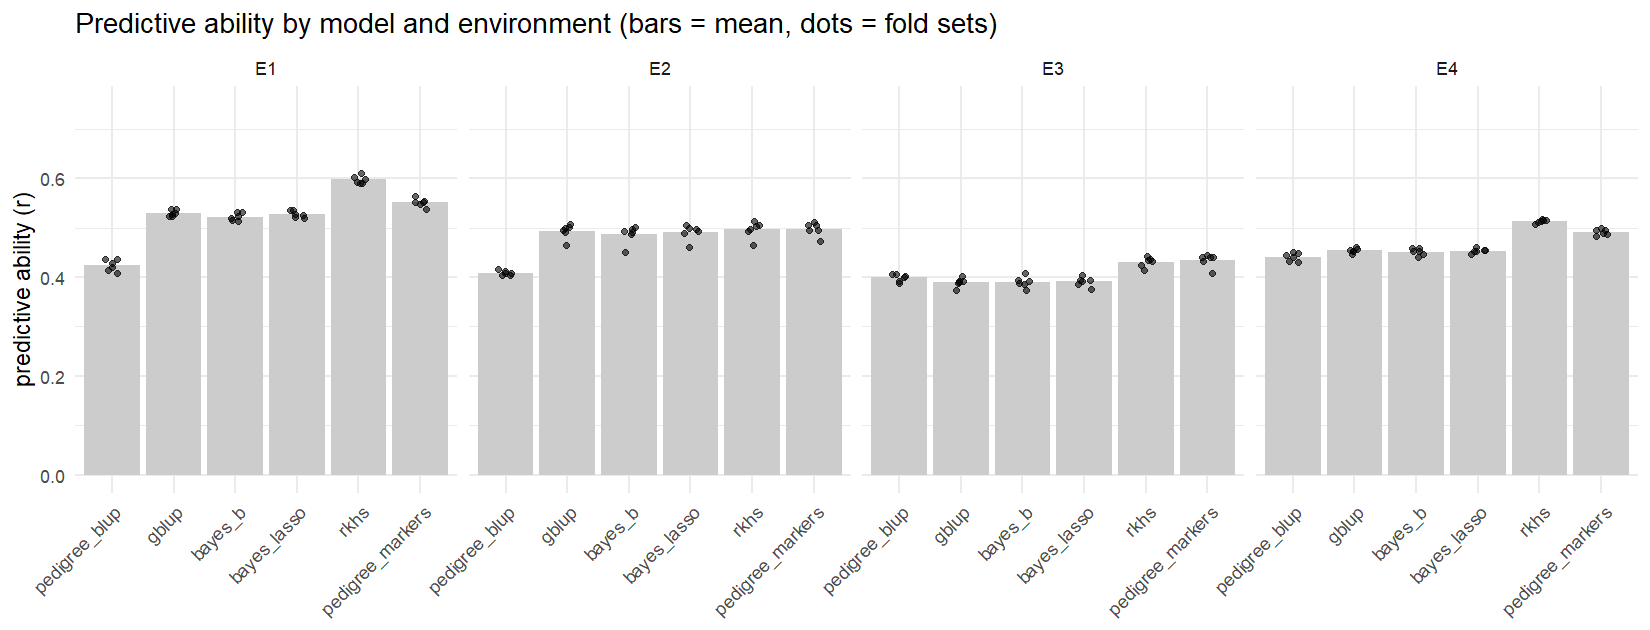 Predictive ability by model and environment (bars = mean, dots = fold sets)
E1 E2 E3 E4
predictive ability (r)
0.6
0.4
0.2
0.0
pedigree_blup gblup bayes_b bayes_lasso rkhs pedigree_markers pedigree_blup gblup bayes_b bayes_lasso rkhs pedigree_markers pedigree_blup gblup bayes_b bayes_lasso rkhs pedigree_markers pedigree_blup gblup bayes_b bayes_lasso rkhs pedigree_markers